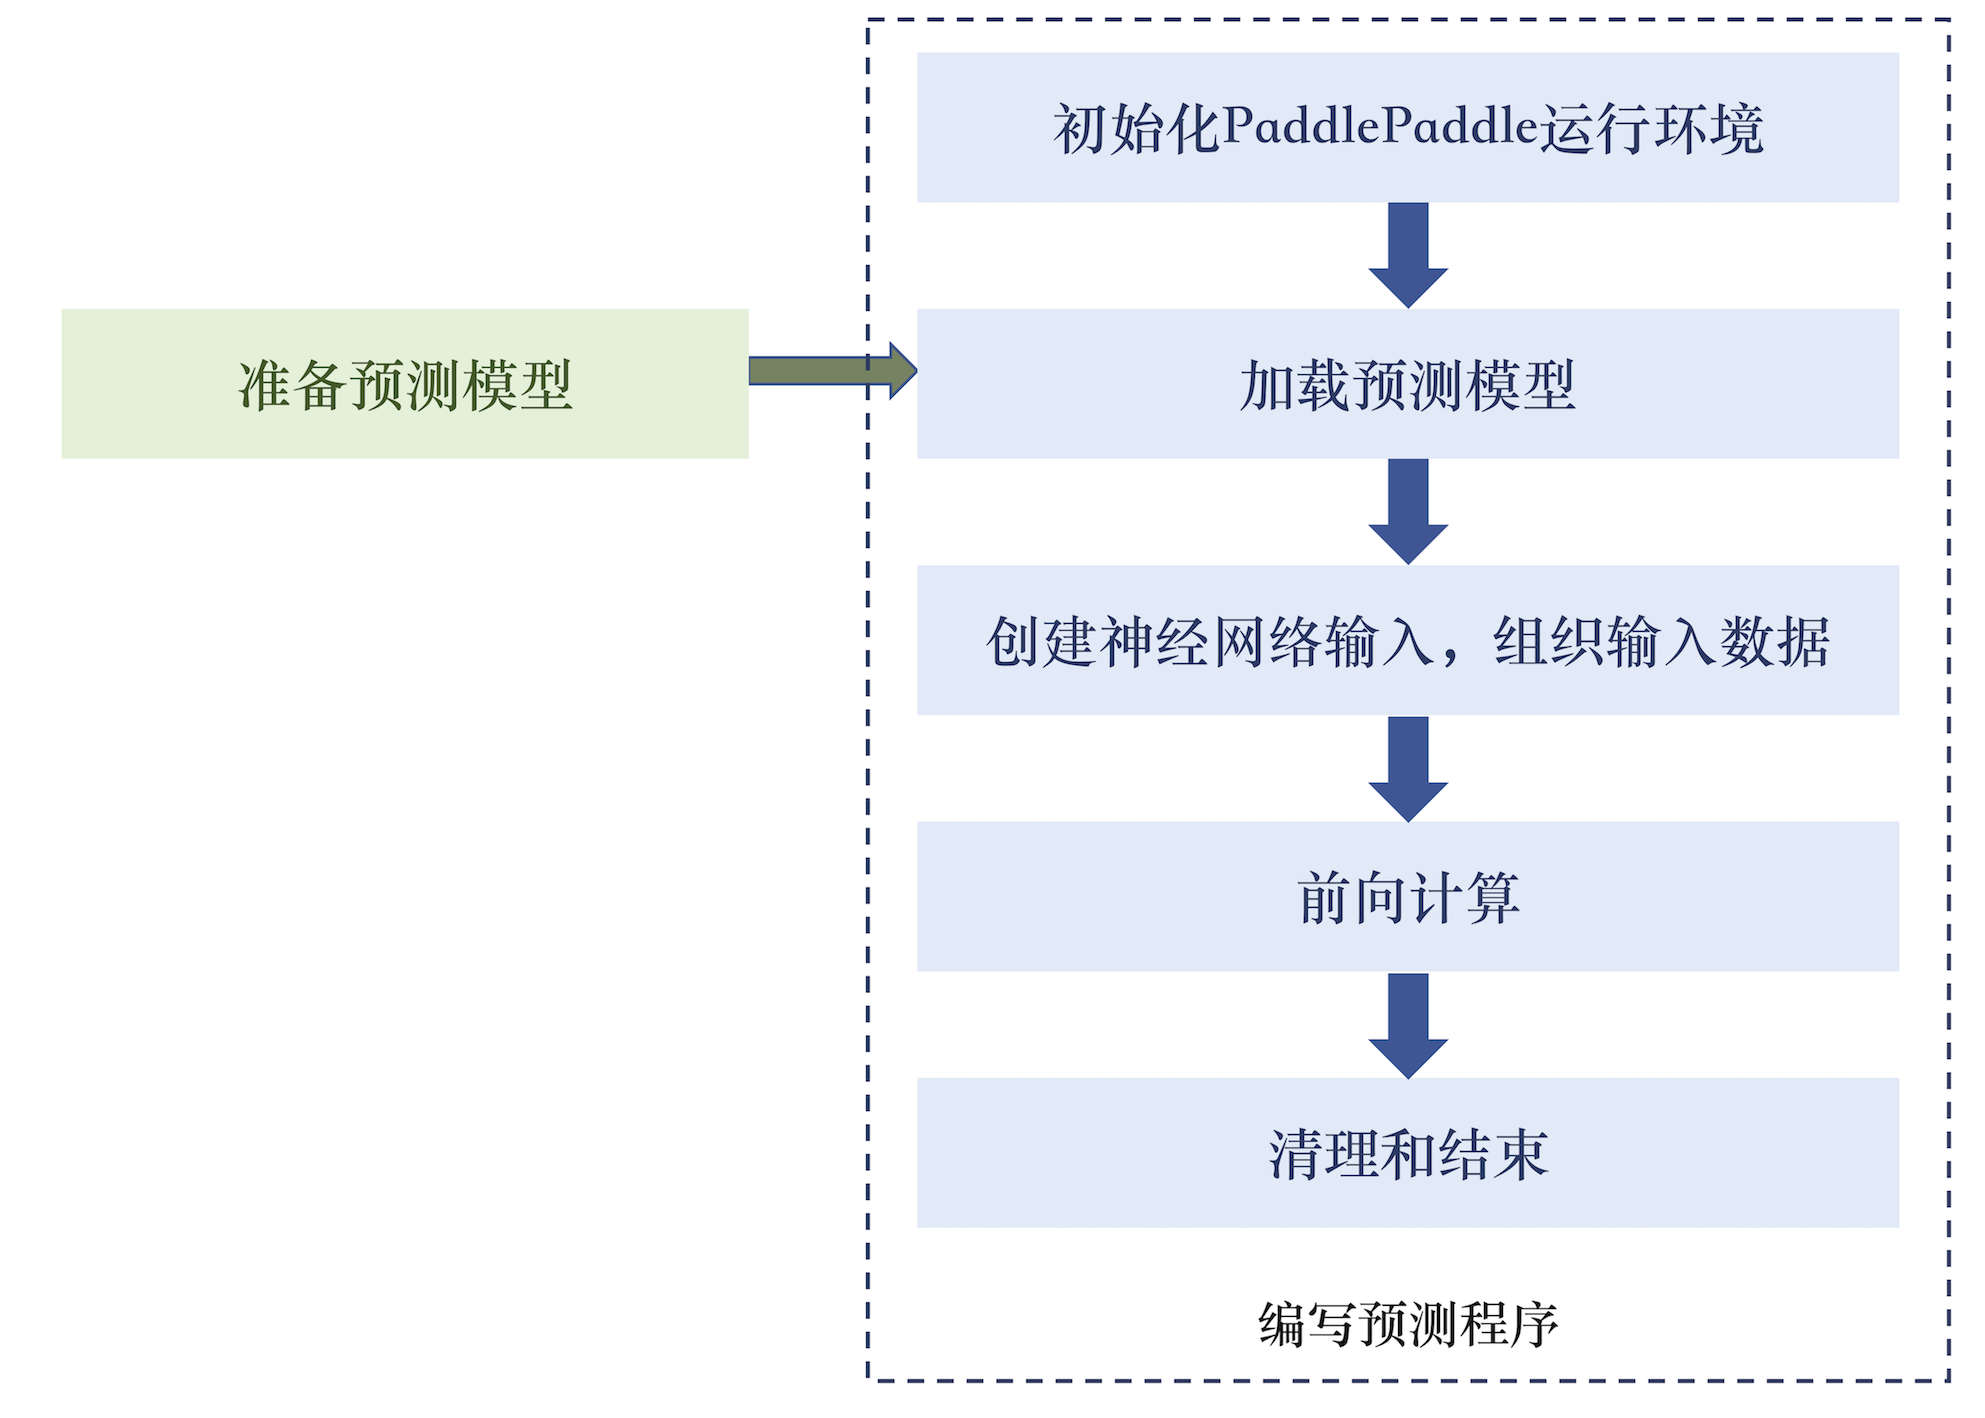 初始化PaddlePaddle运行环境
准备预测模型
加载预测模型
创建神经网络输入，组织输入数据
前向计算
清理和结束
编写预测程序